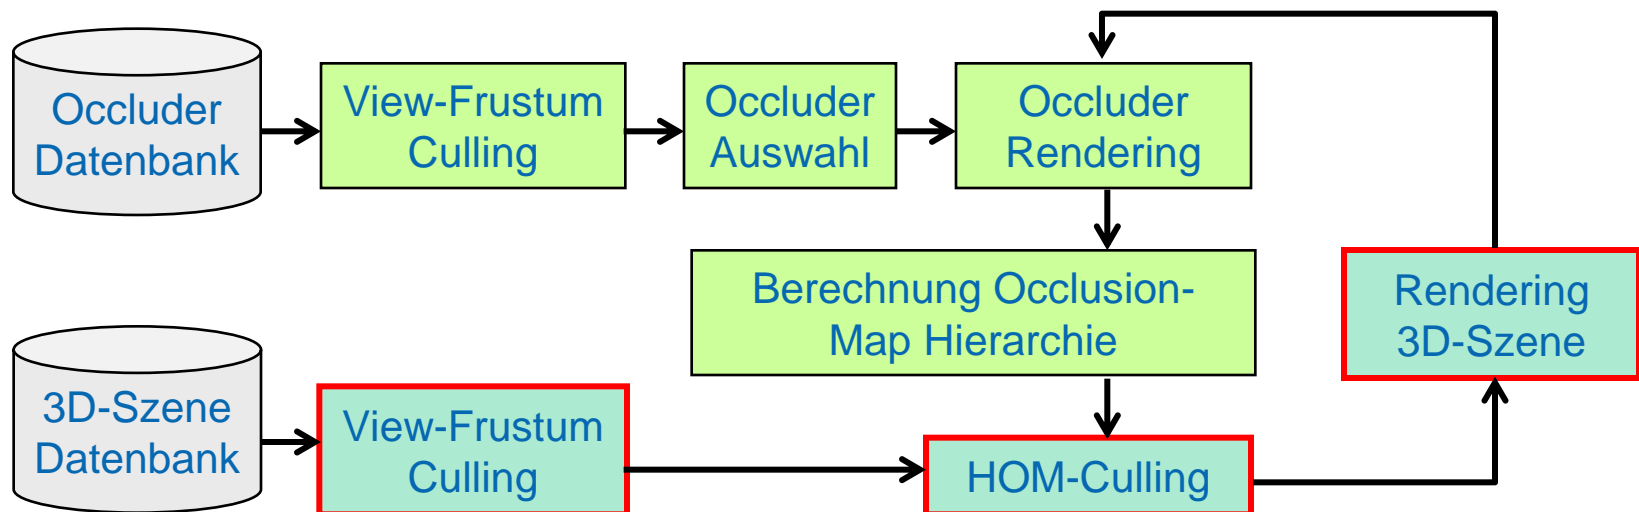 Occluder
Datenbank
View-Frustum
Culling
Occluder
Auswahl
Occluder
Rendering
Berechnung Occlusion-
Map Hierarchie
Rendering
3D-Szene
3D-Szene
Datenbank
View-Frustum
Culling
HOM-Culling